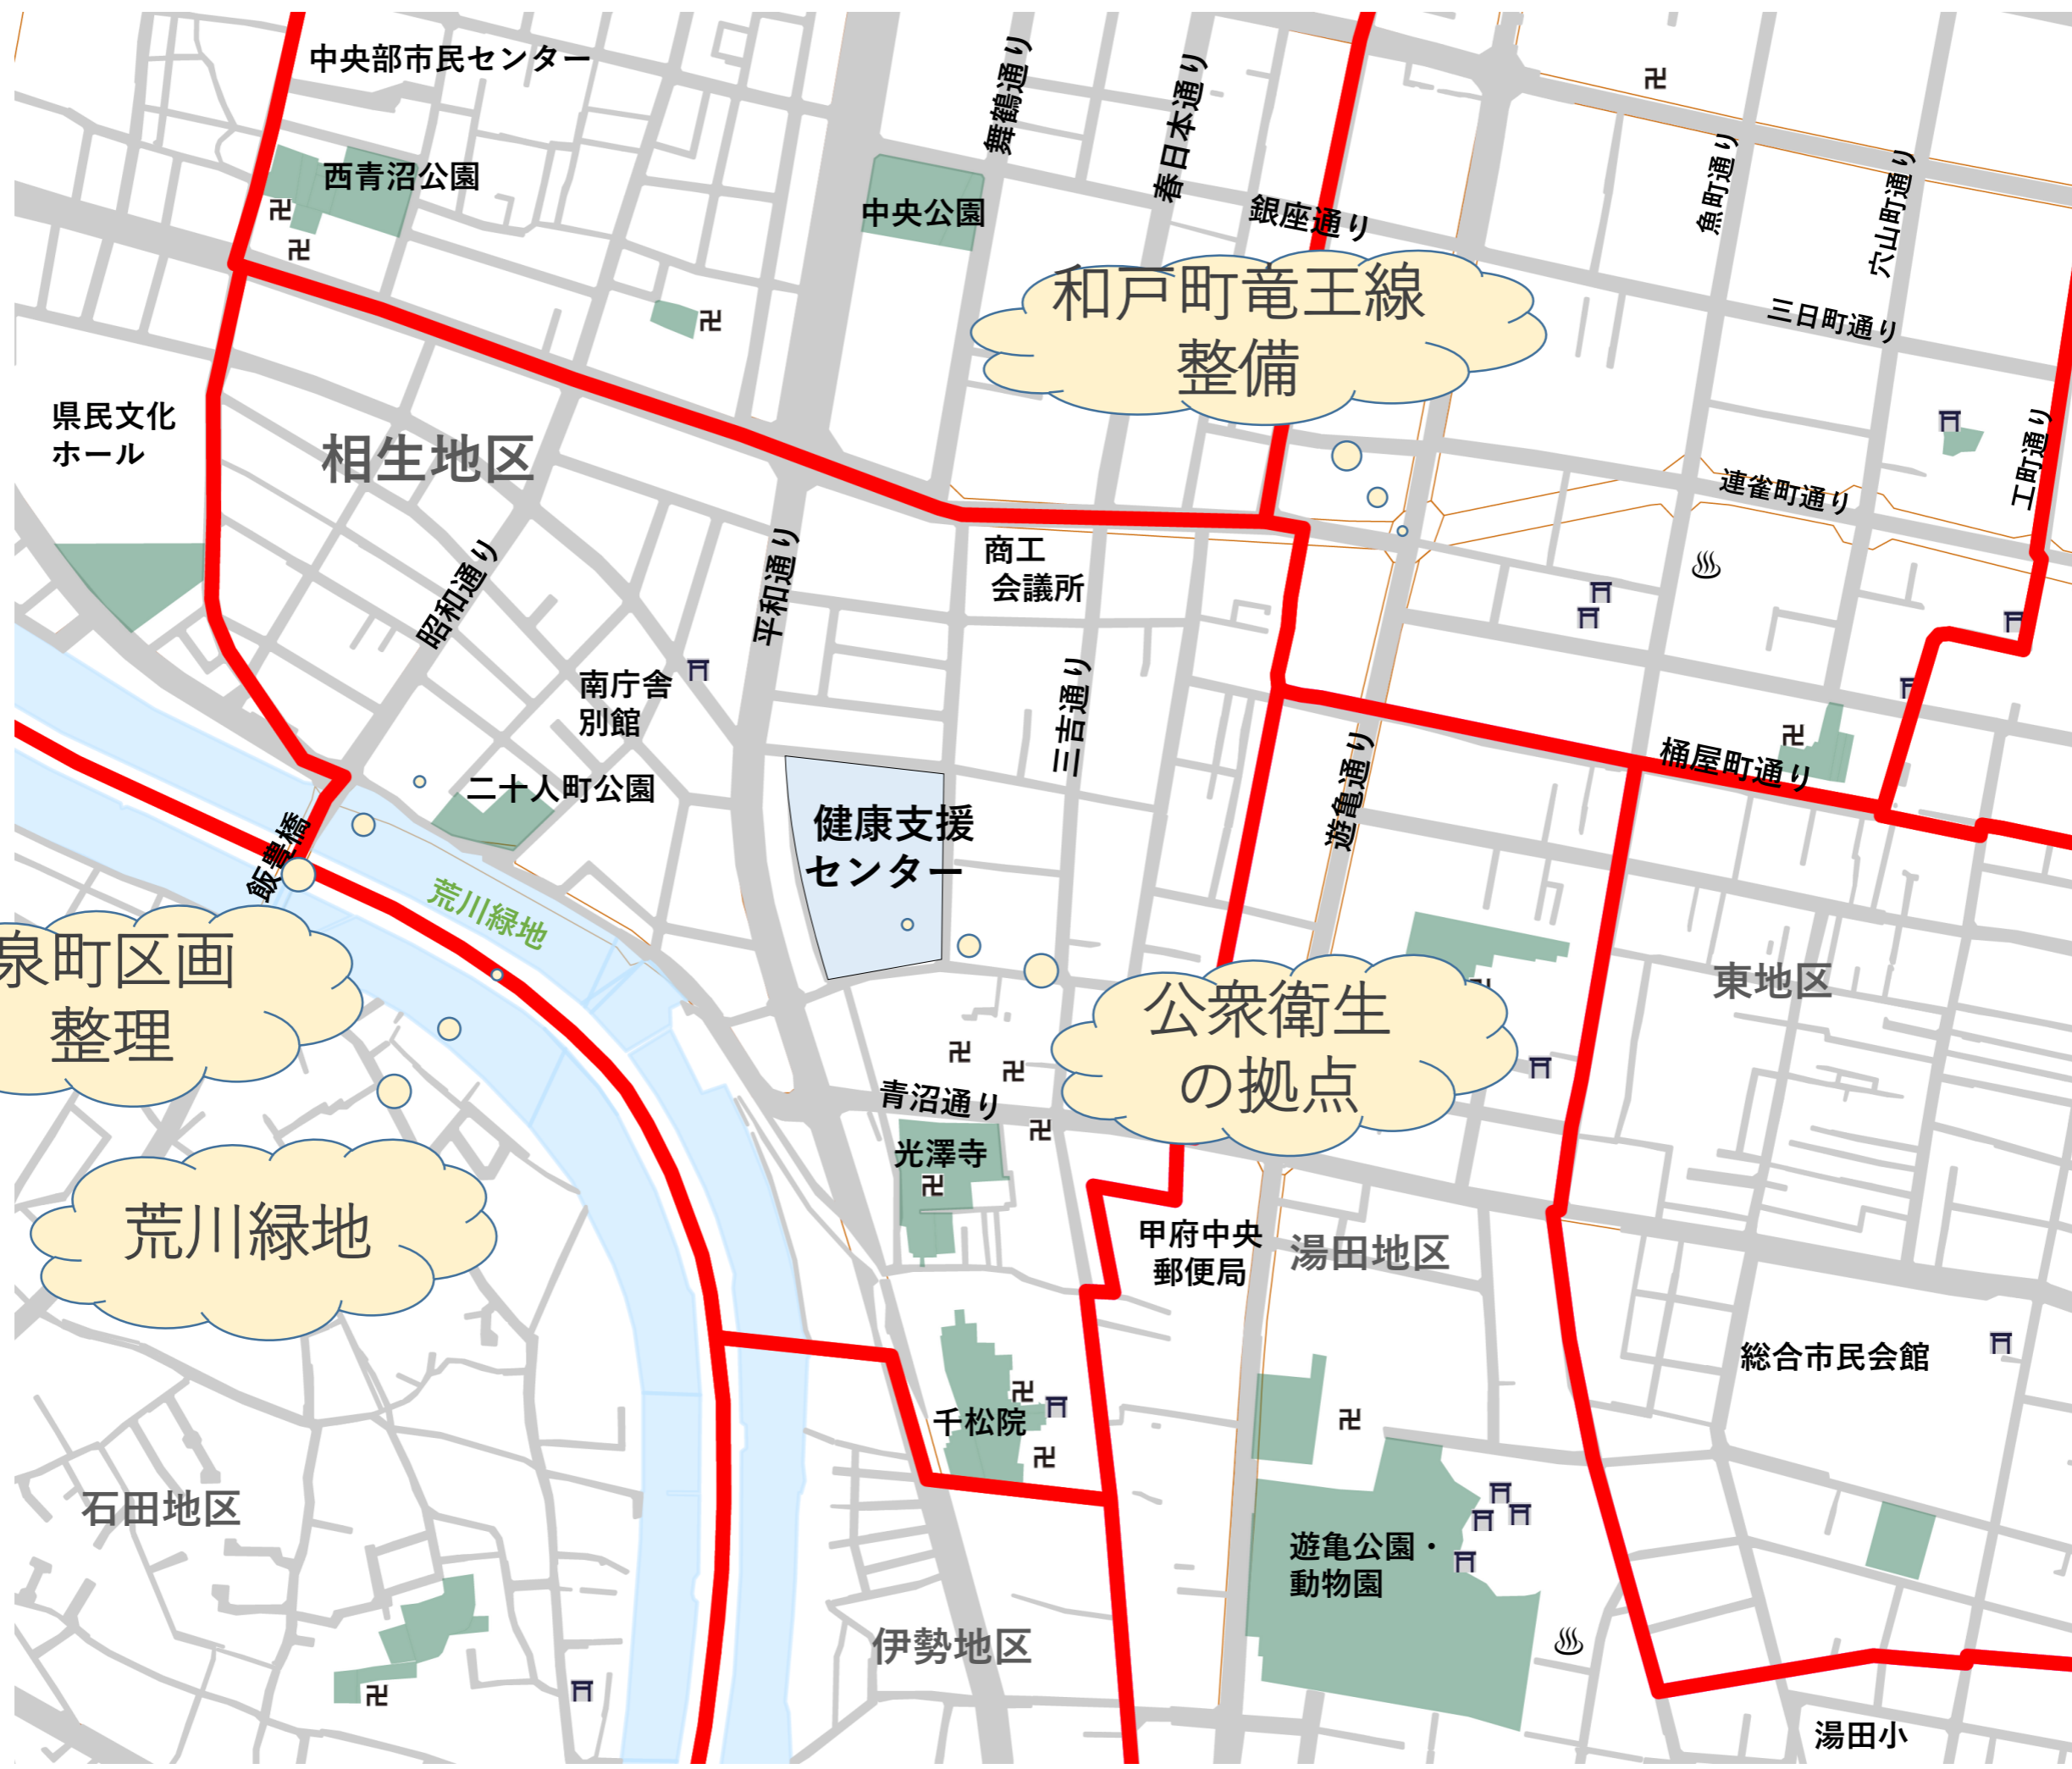 中央部市民センター
舞鶴通り
春日本通り
魚町通り
穴山町通り
西青沼公園
中央公園
銀座通り
和戸町竜王線
整備
三日町通り
県民文化
ホール
相生地区
工町通り
連雀町通り
商工
会議所
昭和通り
平和通り
南庁舎
別館
三吉通り
遊亀通り
桶屋町通り
二十人町公園
健康支援
センター
飯豊橋
荒川緑地
泉町区画
整理
東地区
公衆衛生
の拠点
青沼通り
光澤寺
荒川緑地
甲府中央
郵便局
湯田地区
総合市民会館
千松院
石田地区
遊亀公園・
動物園
伊勢地区
湯田小